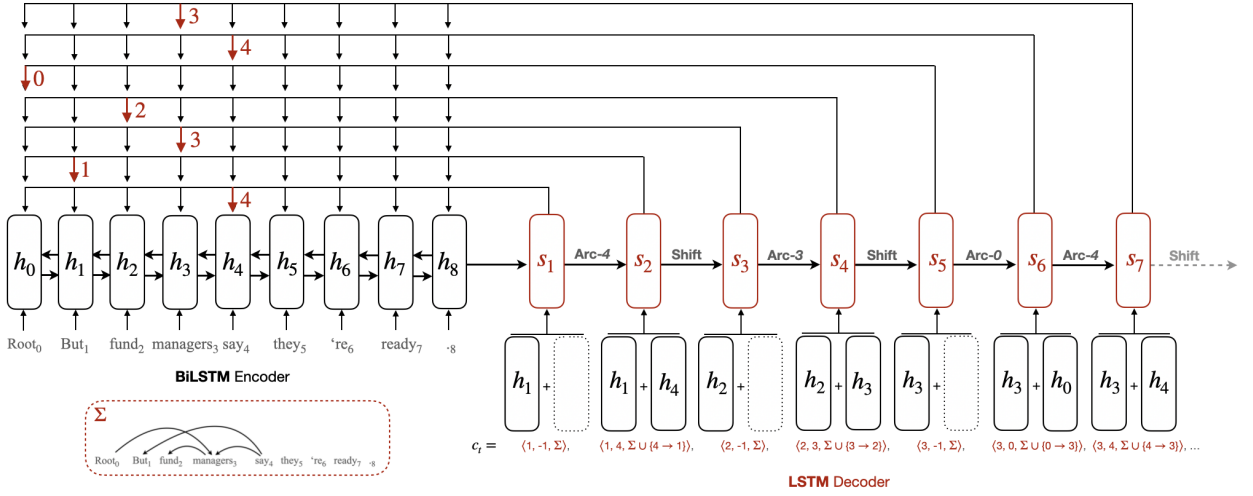 3
4
0
2
3
1
4
h0 h1 h2 h3 h4 h5 h6 h7 h8
s1 Arc-4 s2 Shift s3 Arc-3 s4 Shift s5 Arc-0 s6 Arc-4 s7 Shift
Root0 But1 fund2 managers3 say4 they5 ‘re6 ready7 .8
BiLSTM Encoder
h1 + h1 + h4 h2 + h2 + h3 h3 + h3 + h0 h3 + h4
Σ
Root0 But1 fund2 managers3 say4 they5 ‘re6 ready7 .8
ct = ⟨1, -1, Σ⟩, ⟨1, 4, Σ ∪ {4 → 1}⟩, ⟨2, -1, Σ⟩, ⟨2, 3, Σ ∪ {3 → 2}⟩, ⟨3, -1, Σ⟩, ⟨3, 0, Σ ∪ {0 → 3}⟩, ⟨3, 4, Σ ∪ {4 → 3}⟩, ...
LSTM Decoder